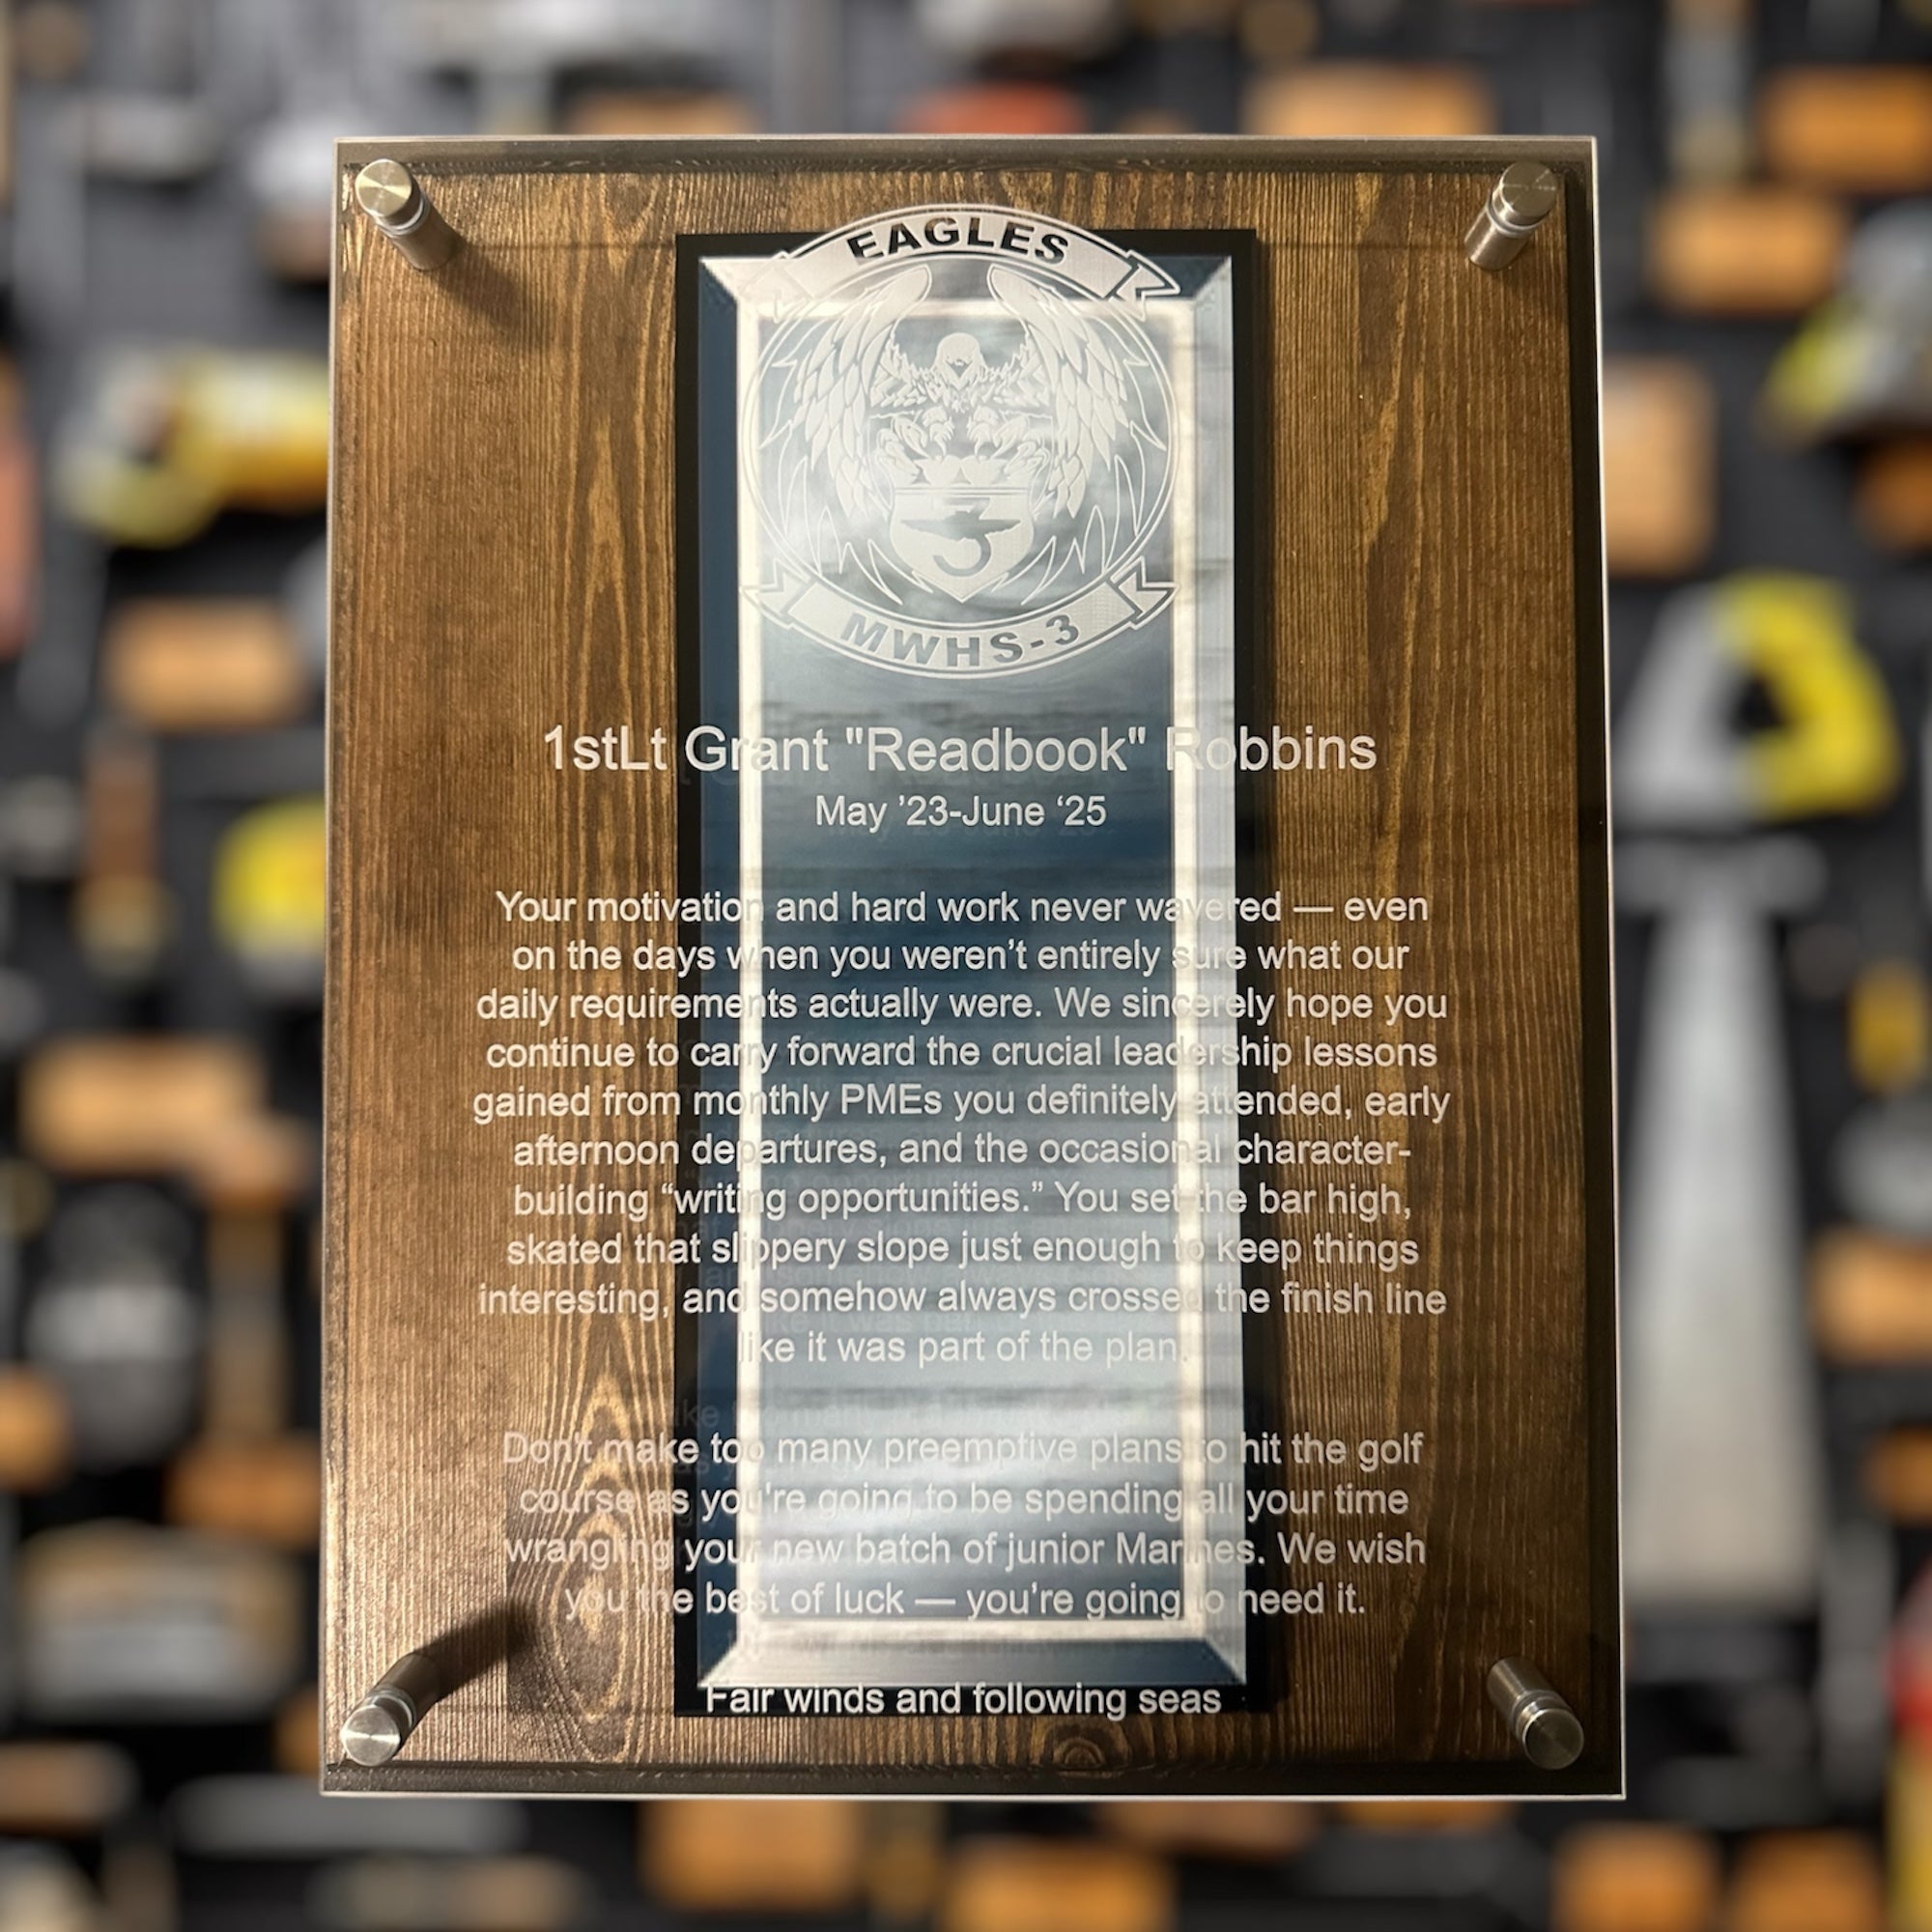 EAGLES
3
MWHS-3
1stLt Grant "Readbook" Robbins
May ’23-June ‘25
Your motivation and hard work never wavered — even
on the days when you weren’t entirely sure what our
daily requirements actually were. We sincerely hope you
continue to carry forward the crucial leadership lessons
gained from monthly PMEs you definitely attended, early
afternoon departures, and the occasional character-
building “writing opportunities.” You set the bar high,
skated that slippery slope just enough to keep things
interesting, and somehow always crossed the finish line
like it was part of the plan.
Don't make too many preemptive plans to hit the golf
course as you're going to be spending all your time
wrangling your new batch of junior Marines. We wish
you the best of luck — you’re going to need it.
Fair winds and following seas